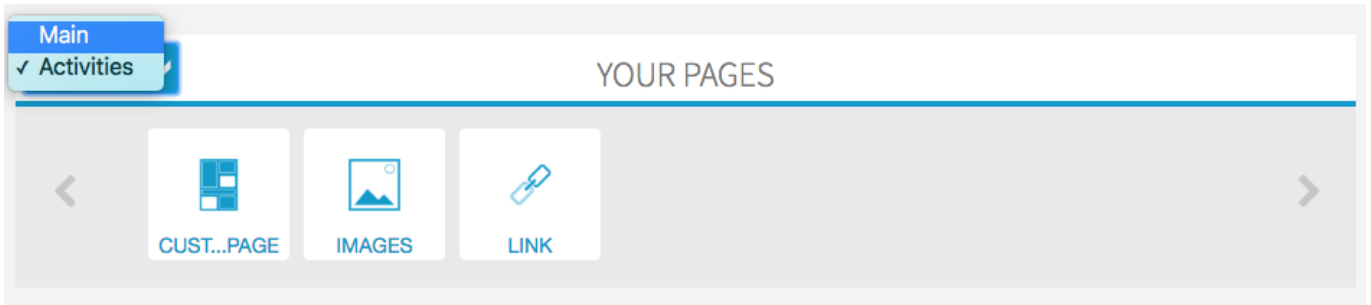 Main
✓ Activities
YOUR PAGES
CUST...PAGE
IMAGES
LINK